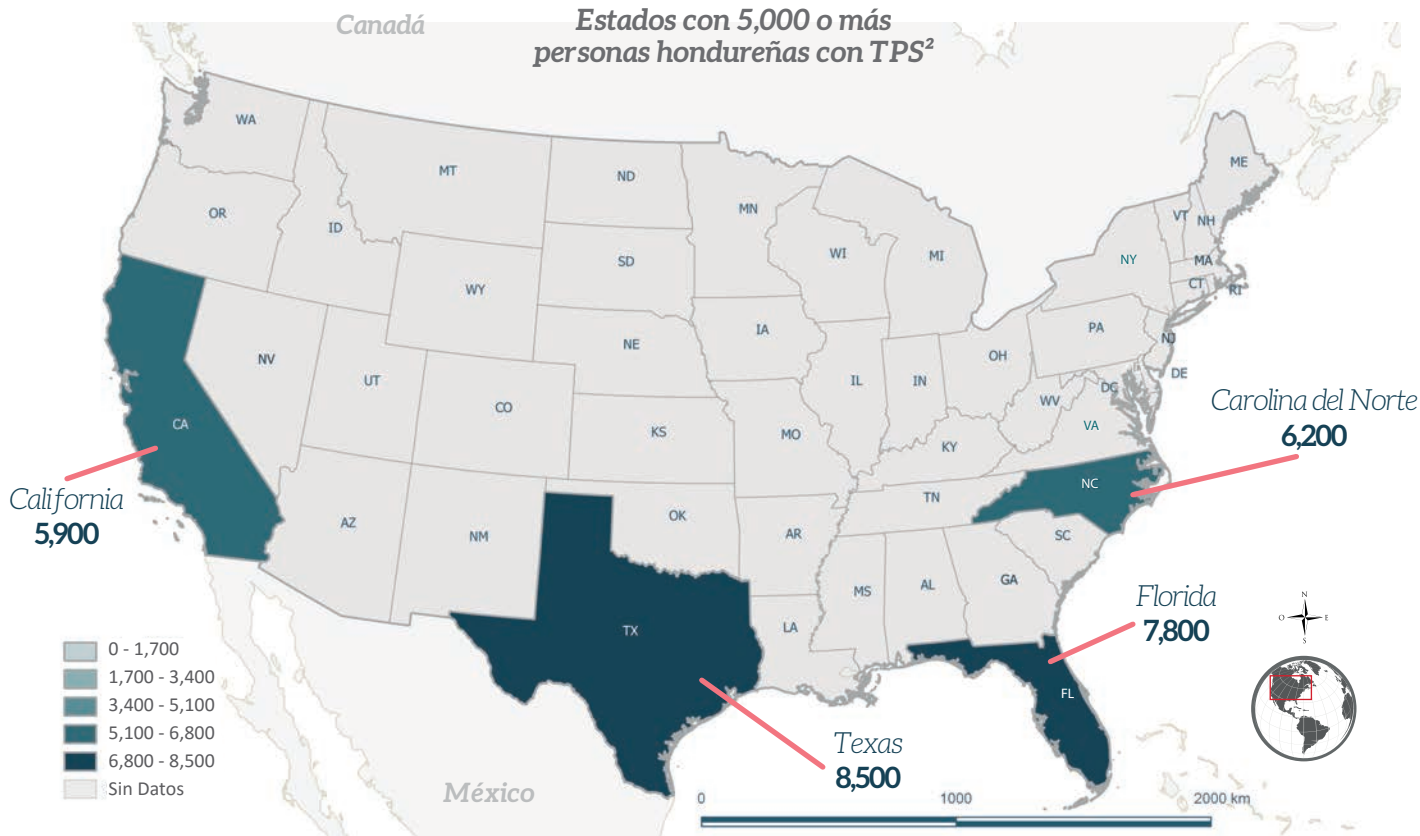 Canadá
Estados con 5,000 o más
personas hondureñas con TPS²
WA
MT
ND
MN
ME
OR
ID
SD
WI
MI
VT
NH
NY
MA
WY
CT
RI
IA
PA
NE
NJ
NV
OH
DE
UT
IL
IN
DC
CO
WV
Carolina del Norte
6,200
CA
KS
MO
VA
KY
California
5,900
NC
TN
AZ
NM
OK
AR
SC
GA
MS
AL
Florida
7,800
N
O
E
S
TX
LA
FL
0 - 1,700
1,700 - 3,400
3,400 - 5,100
5,100 - 6,800
6,800 - 8,500
Sin Datos
Texas
8,500
México
0
1000
2000 km